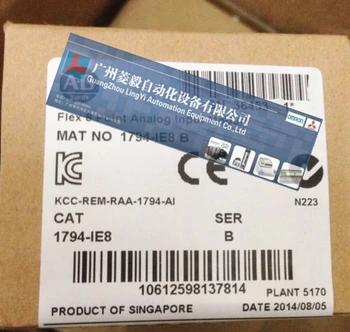 广州菱毅自动化设备有限公司
GuangZhou LingYi Automation Equipment Co.,Ltd
OMRON
Flex 8 Point Analog Input
MAT NO 1794-IE8 B
CE
KCC-REM-RAA-1794-AI
N223
CAT
SER
1794-IE8
B
10612598137814
PLANT 5170
PRODUCT OF SINGAPORE
DATE 2014/08/05